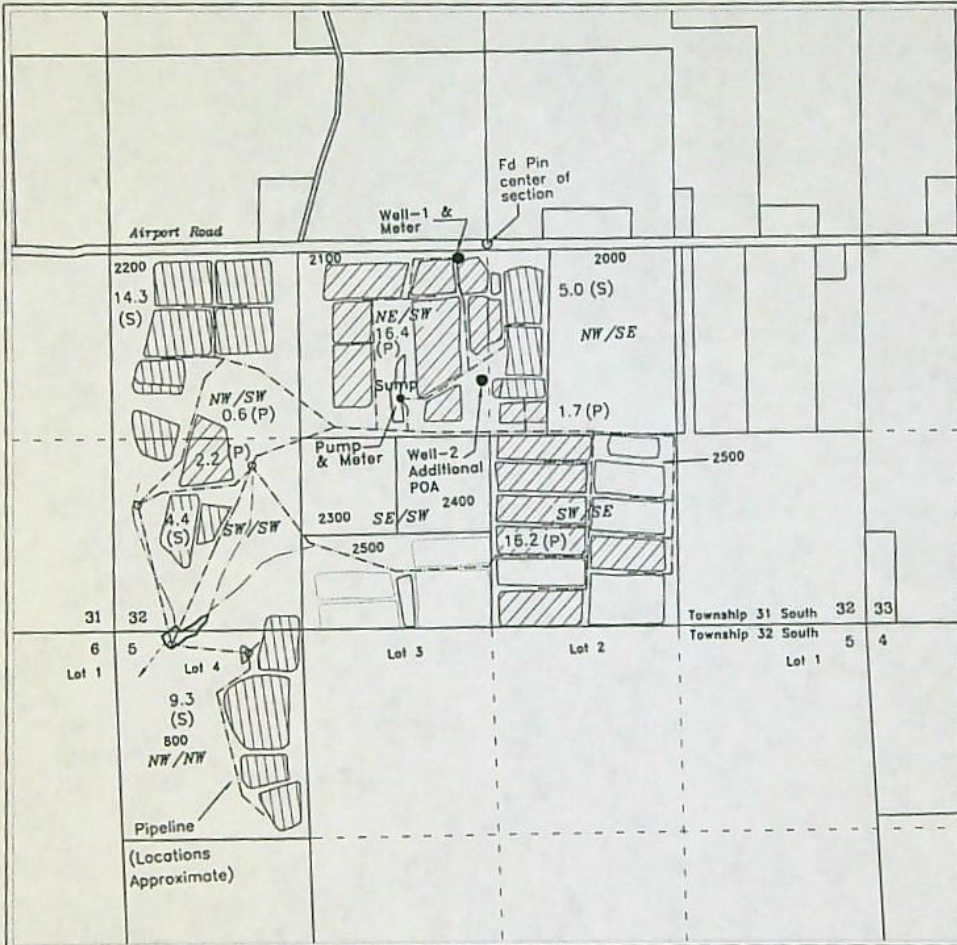 Fd Pin
center of
section
Well-1 &
Meter
Airport Road
2200
2100
2000
14.3
(S)
5.0 (S)
NE/SW
16.4
(P)
NW/SE
Sump
NW/SW
0.6 (P)
1.7 (P)
Pump
& Meter
Well-2
Additional
POA
2.2 (P)
2500
2300
SE/SW
2400
SW/SE
4.4
(S)
SW/SW
2500
16.2 (P)
31
32
Township 31 South
32
33
6
5
Township 32 South
5
4
Lot 1
Lot 4
Lot 3
Lot 2
Lot 1
9.3
(S)
800
NW/NW
Pipeline
(Locations
Approximate)